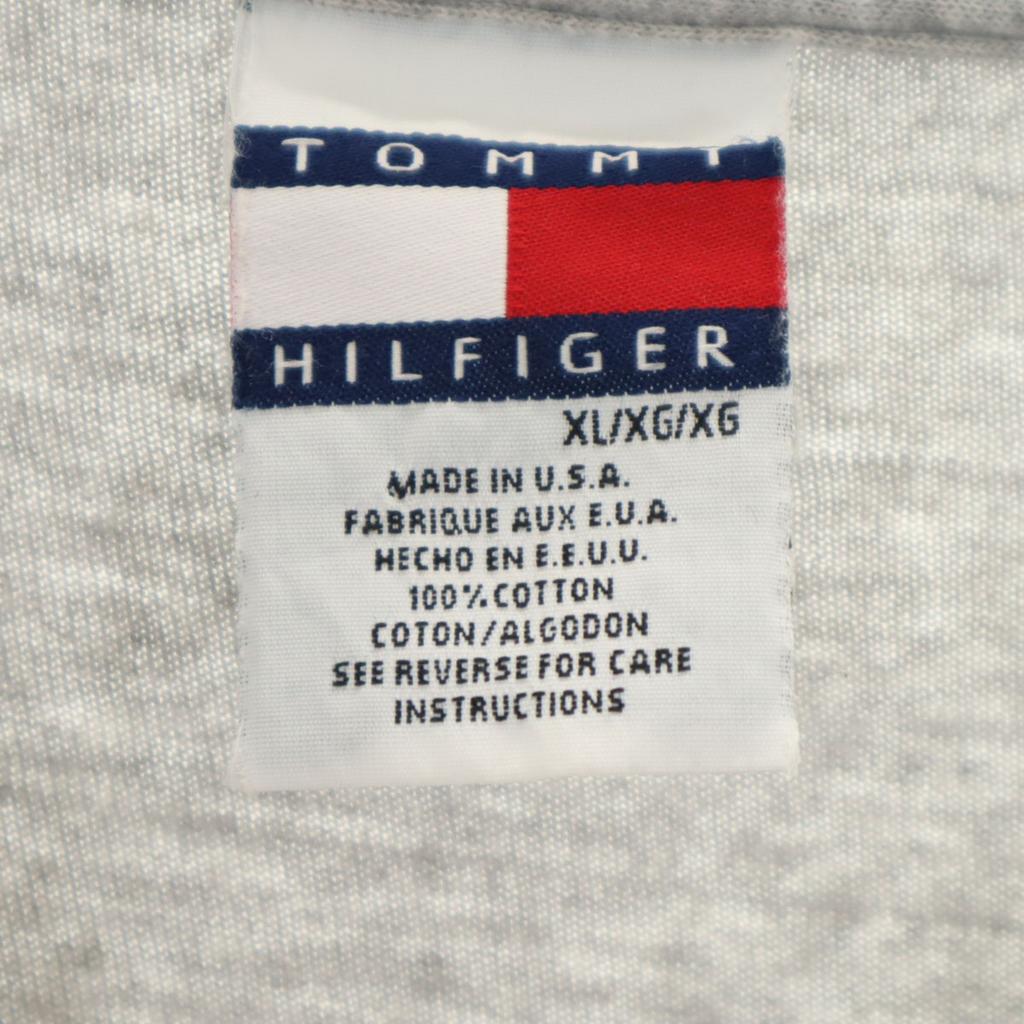 TOMMY
HILFIGER
XL/XG/XG
MADE IN U.S.A.
FABRIQUE AUX E.U.A.
HECHO EN E.E.U.U.
100% COTTON
COTON/ALGODON
SEE REVERSE FOR CARE
INSTRUCTIONS